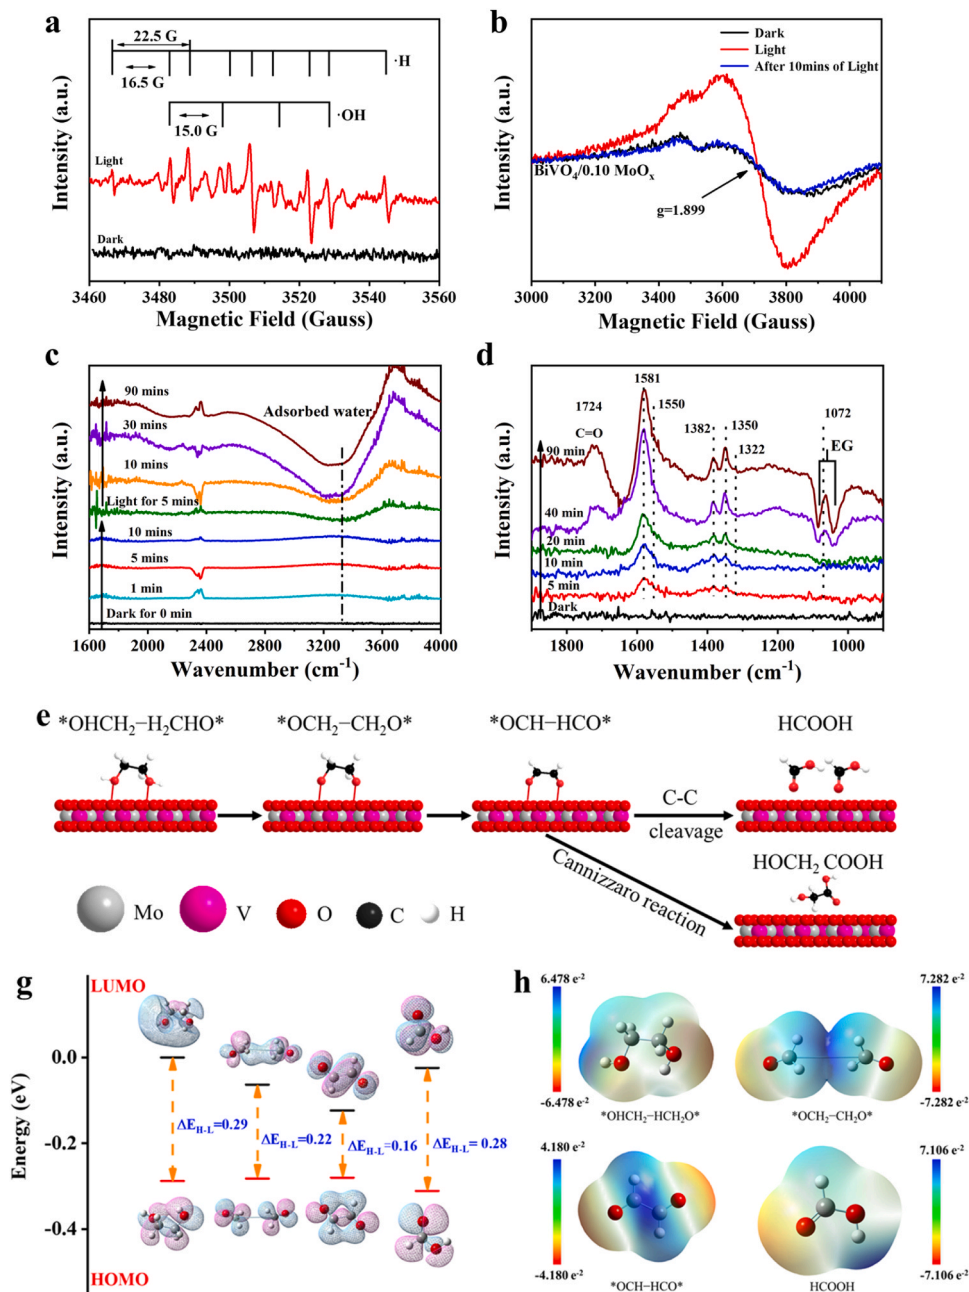 a
22.5 G
·H
16.5 G
·OH
15.0 G
Light
Dark
Intensity (a.u.)
3460 3480 3500 3520 3540 3560
Magnetic Field (Gauss)
b
Dark
Light
After 10mins of Light
BiVO4/0.10 MoOx
g=1.899
Intensity (a.u.)
3000 3200 3400 3600 3800 4000
Magnetic Field (Gauss)
c
90 mins
Adsorbed water
30 mins
10 mins
Light for 5 mins
10 mins
5 mins
1 min
Dark for 0 min
Intensity (a.u.)
1600 2000 2400 2800 3200 3600 4000
Wavenumber (cm-1)
d
1581
1550
1724
C=O
1382
1350
1322
1072
EG
90 min
40 min
20 min
10 min
5 min
Dark
Intensity (a.u.)
1800 1600 1400 1200 1000
Wavenumber (cm-1)
e
*OHCH2−H2CHO*
*OCH2−CH2O*
*OCH−HCO*
HCOOH
C-C
cleavage
Cannizzaro reaction
HOCH2 COOH
Mo
V
O
C
H
g
LUMO
0.0
-0.2
-0.4
Energy (eV)
ΔEH-L=0.29
ΔEH-L=0.22
ΔEH-L=0.16
ΔEH-L=0.28
HOMO
h
6.478 e-2
-6.478 e-2
*OHCH2−HCH2O*
7.282 e-2
-7.282 e-2
*OCH2−CH2O*
4.180 e-2
-4.180 e-2
*OCH−HCO*
7.106 e-2
-7.106 e-2
HCOOH